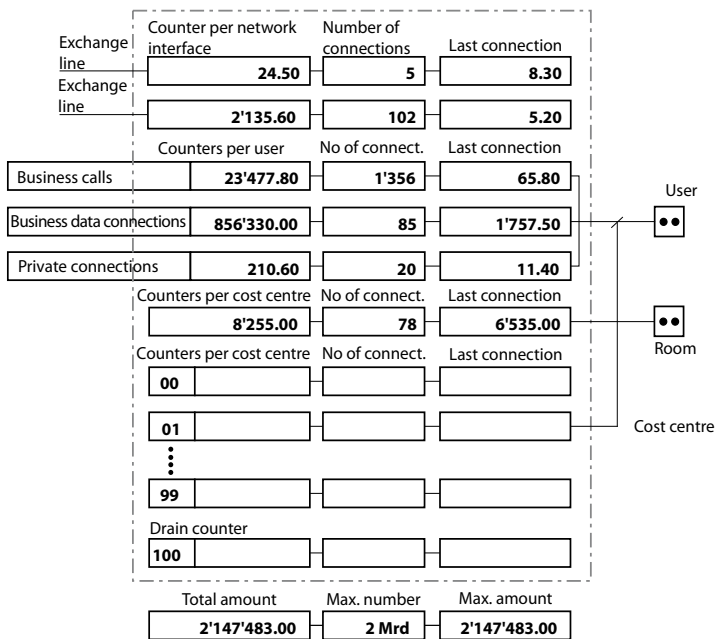 Counter per network interface Number of connections Last connection
Exchange line 24.50 5 8.30
Exchange line 2'135.60 102 5.20
Counters per user No of connect. Last connection
Business calls 23'477.80 1'356 65.80
User
Business data connections 856'330.00 85 1'757.50
Private connections 210.60 20 11.40
Counters per cost centre No of connect. Last connection
8'255.00 78 6'535.00
Room
Counters per cost centre No of connect. Last connection
00
01
Cost centre
99
Drain counter
100
Total amount Max. number Max. amount
2'147'483.00 2 Mrd 2'147'483.00